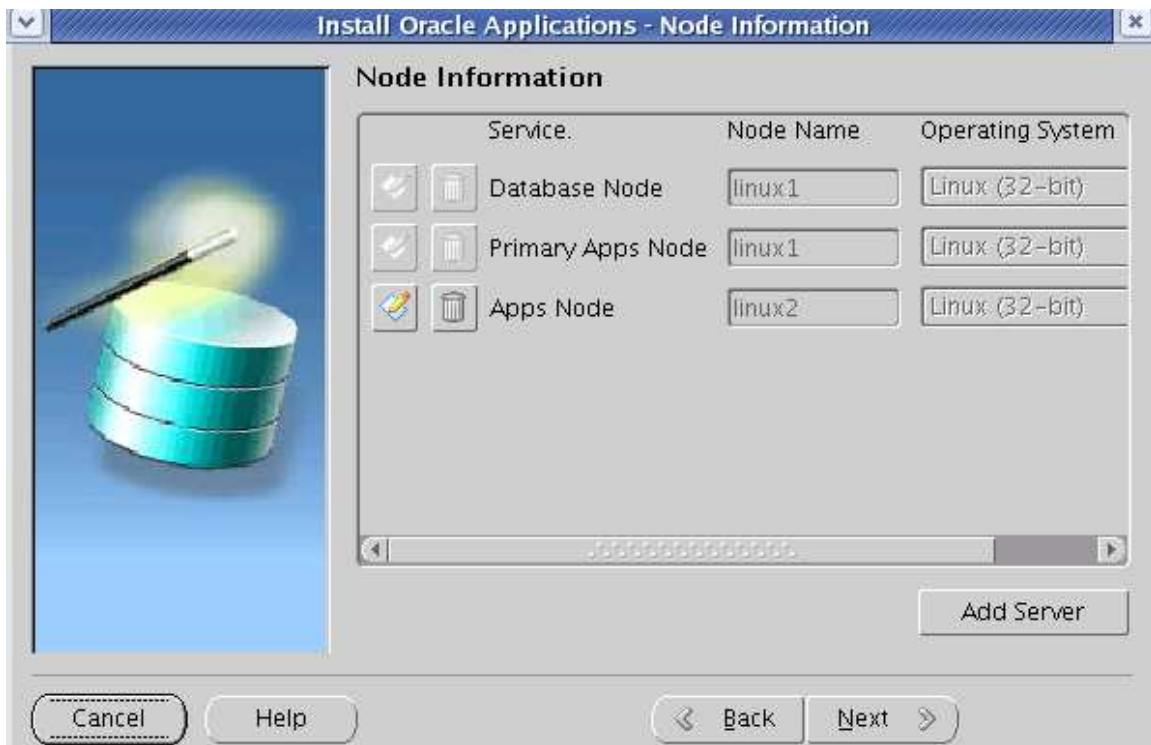 Install Oracle Applications - Node Information
Node Information
Service. Node Name Operating System
Database Node linux1 Linux (32-bit)
Primary Apps Node linux1 Linux (32-bit)
Apps Node linux2 Linux (32-bit)
Add Server
Cancel Help Back Next